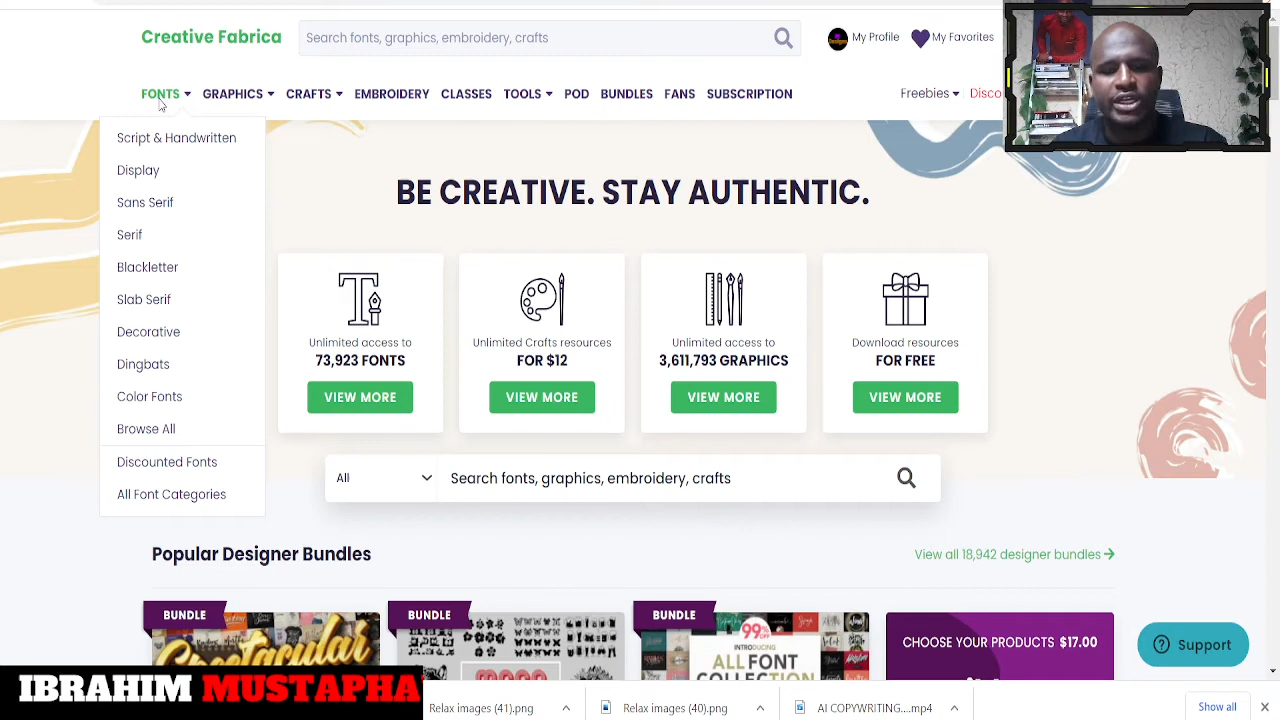 Creative Fabrica
Search fonts, graphics, embroidery, crafts
My Profile
My Favorites
FONTS GRAPHICS CRAFTS EMBROIDERY CLASSES TOOLS POD BUNDLES FANS SUBSCRIPTION
Freebies
Disco
Script & Handwritten
Display
Sans Serif
Serif
Blackletter
Slab Serif
Decorative
Dingbats
Color Fonts
Browse All
Discounted Fonts
All Font Categories
BE CREATIVE. STAY AUTHENTIC.
Unlimited access to
73,923 FONTS
VIEW MORE
Unlimited Crafts resources
FOR $12
VIEW MORE
Unlimited access to
3,611,793 GRAPHICS
VIEW MORE
Download resources
FOR FREE
VIEW MORE
All
Search fonts, graphics, embroidery, crafts
Popular Designer Bundles
View all 18,942 designer bundles
BUNDLE
Spectacular
BUNDLE
BUNDLE
99%
INTRODUCING
ALL FONT
COLLECTION
CHOOSE YOUR PRODUCTS $17.00
Support
IBRAHIM MUSTAPHA
Relax images (41).png
Relax images (40).png
AI COPYWRITING....mp4
Show all